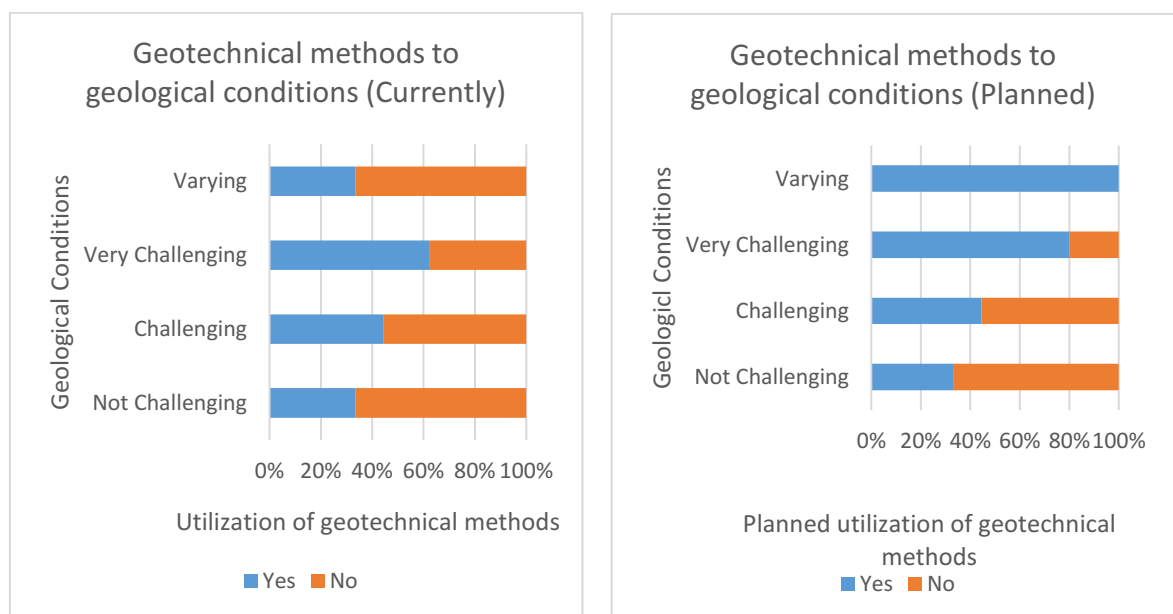 Geotechnical methods to
geological conditions (Currently)
Geological Conditions
Varying
Very Challenging
Challenging
Not Challenging
0% 20% 40% 60% 80% 100%
Utilization of geotechnical methods
Yes No
Geotechnical methods to
geological conditions (Planned)
Geologicl Conditions
Varying
Very Challenging
Challenging
Not Challenging
0% 20% 40% 60% 80% 100%
Planned utilization of geotechnical
methods
Yes No